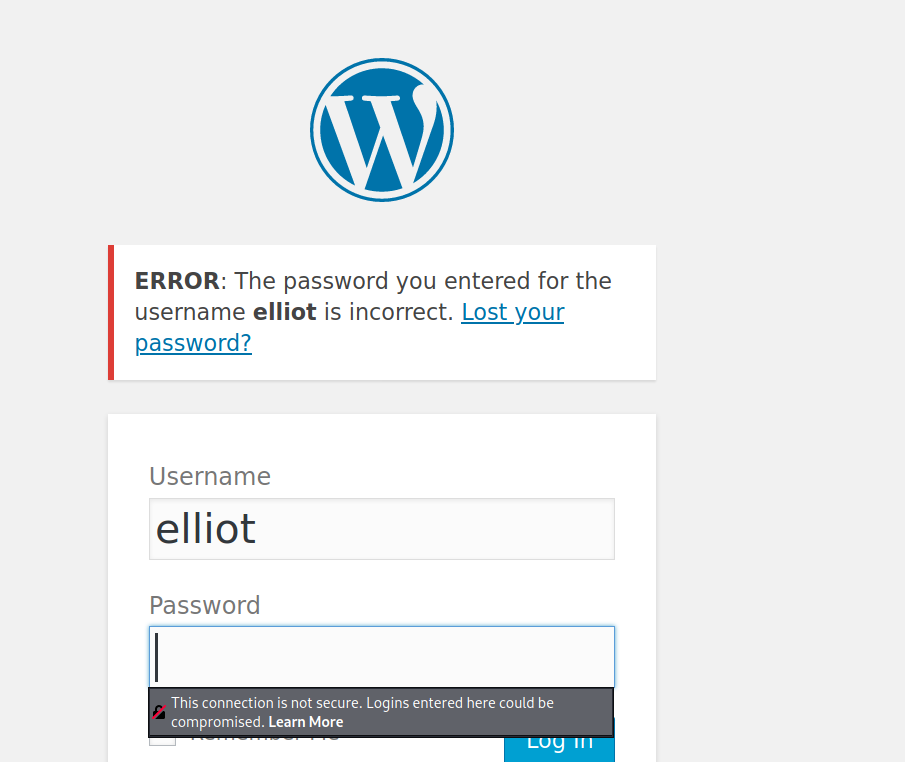 ERROR: The password you entered for the
username elliot is incorrect. Lost your
password?
Username
elliot
Password
This connection is not secure. Logins entered here could be
compromised. Learn More
Remember Me
Log In